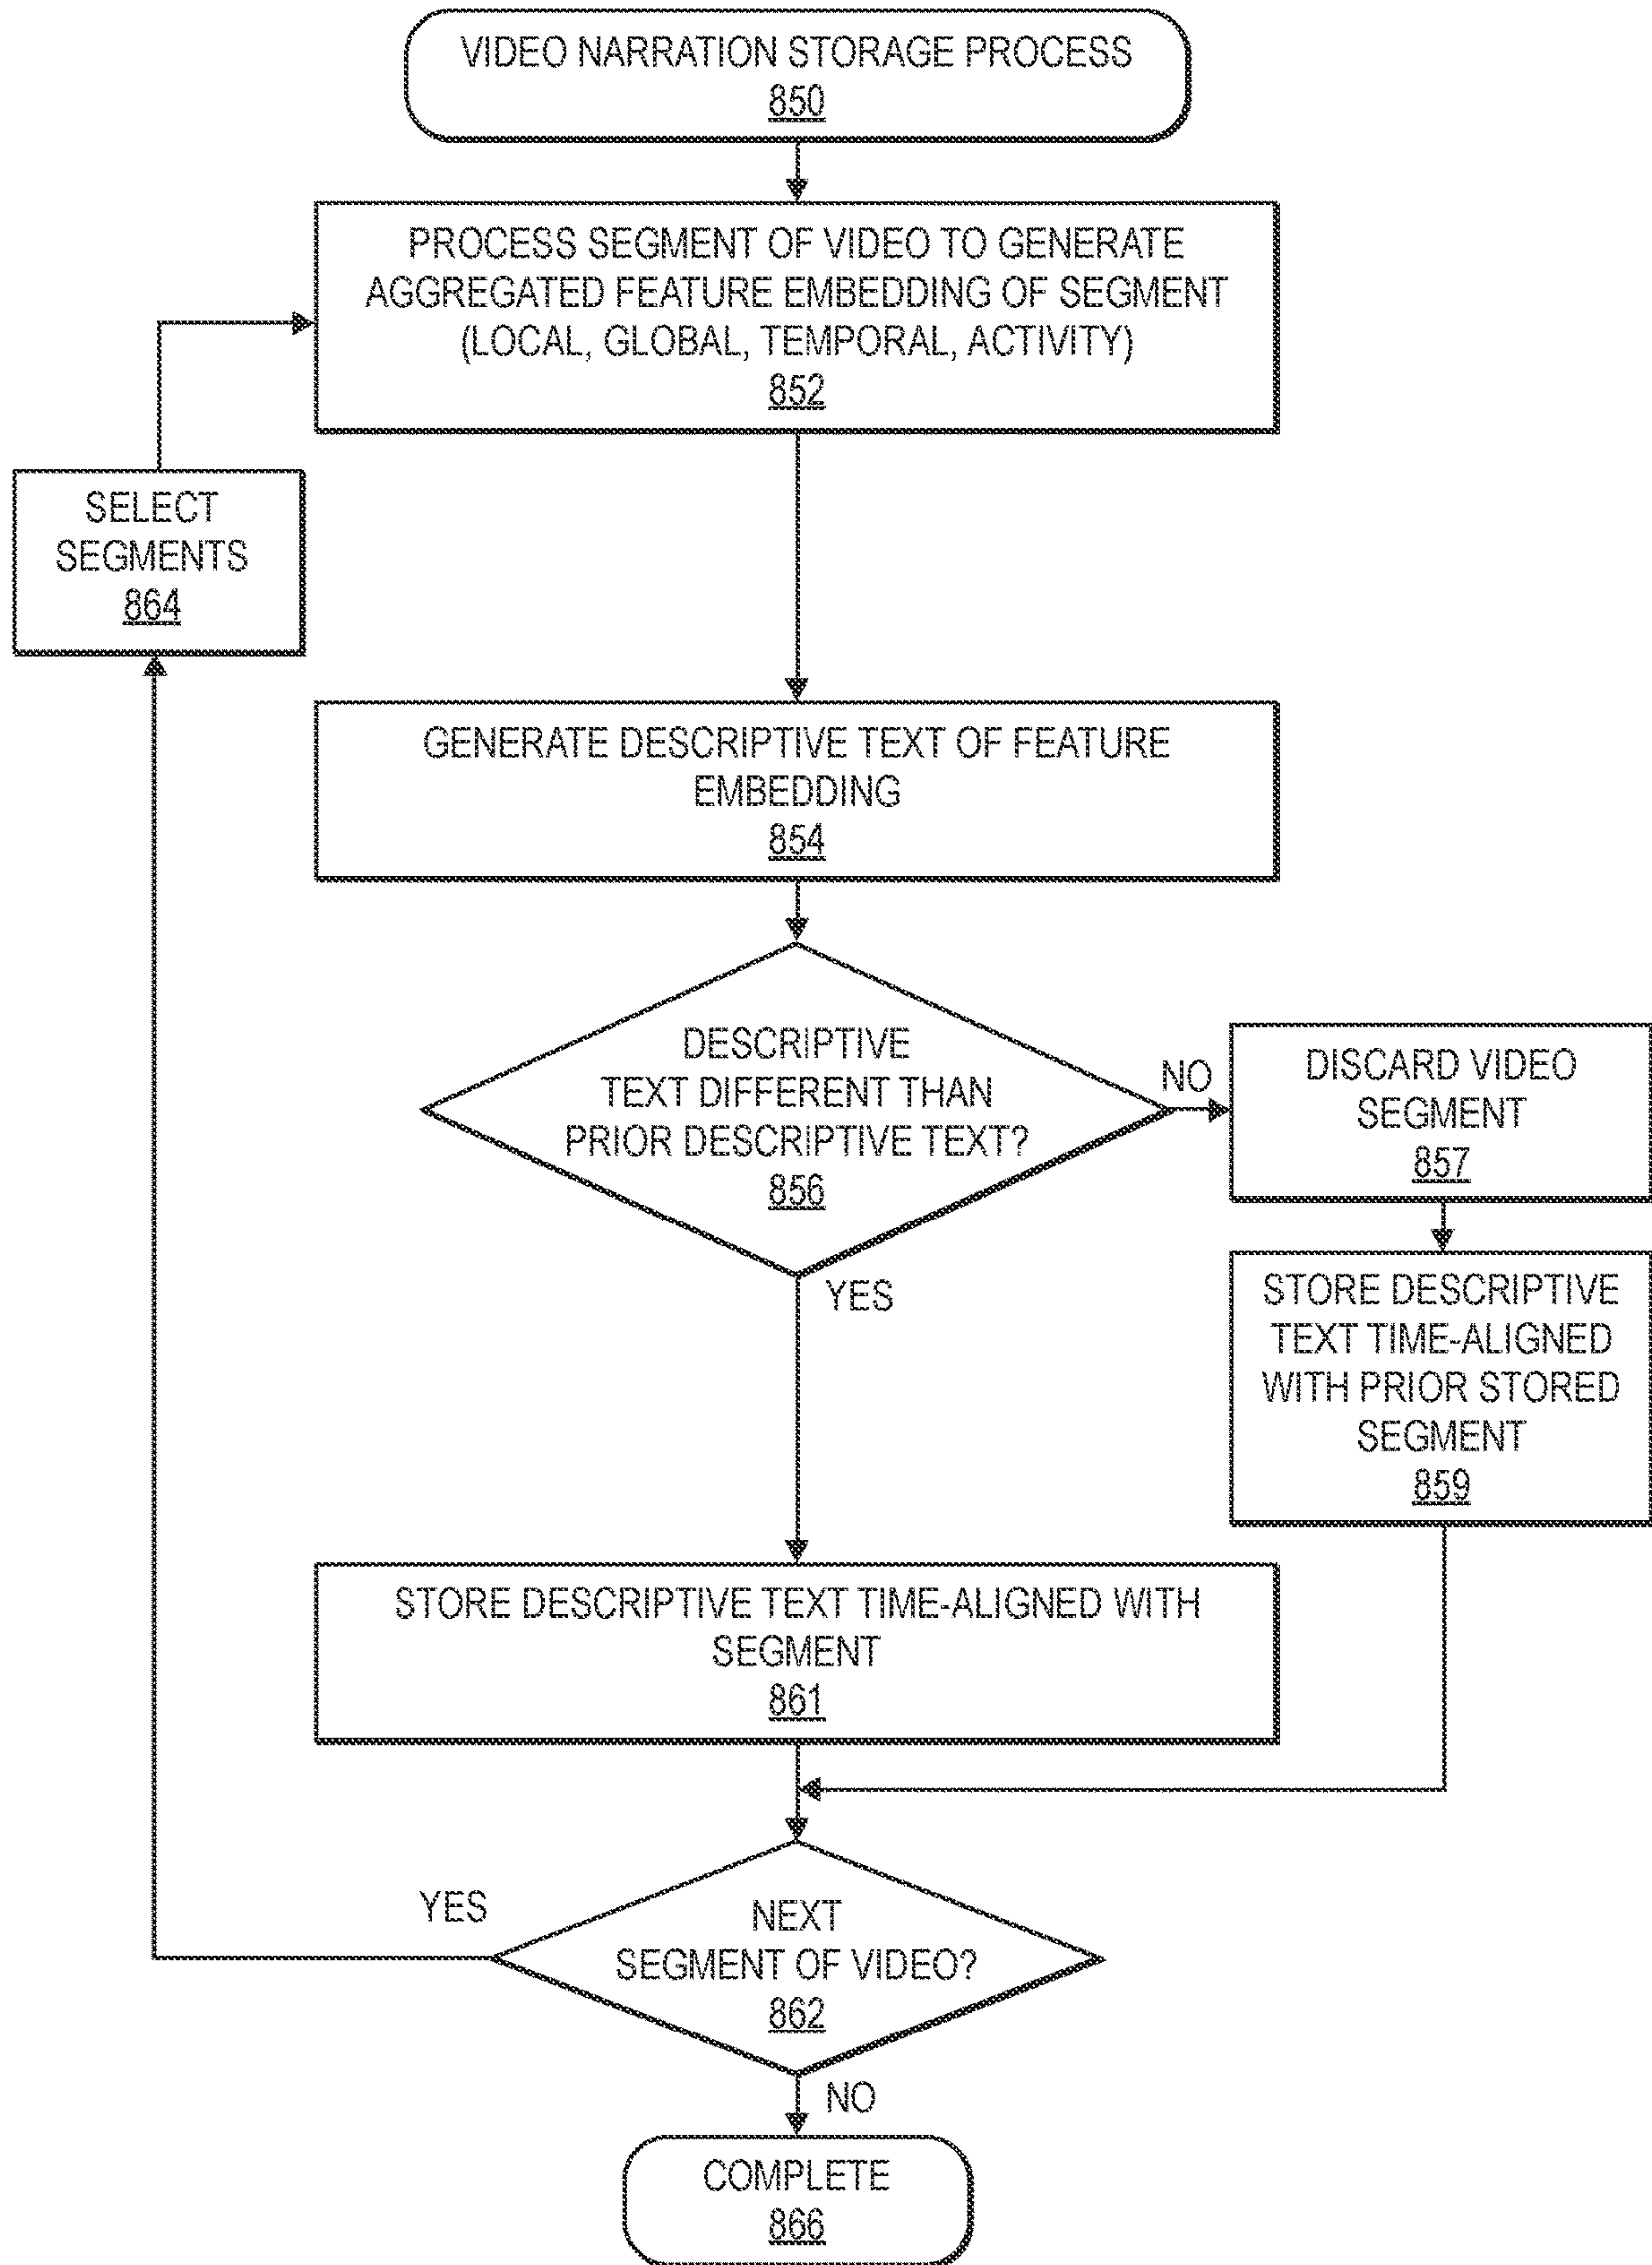 VIDEO NARRATION STORAGE PROCESS
850
PROCESS SEGMENT OF VIDEO TO GENERATE
AGGREGATED FEATURE EMBEDDING OF SEGMENT
(LOCAL, GLOBAL, TEMPORAL, ACTIVITY)
852
SELECT
SEGMENTS
864
GENERATE DESCRIPTIVE TEXT OF FEATURE
EMBEDDING
854
DESCRIPTIVE
TEXT DIFFERENT THAN
PRIOR DESCRIPTIVE TEXT?
856
NO
DISCARD VIDEO
SEGMENT
857
YES
STORE DESCRIPTIVE
TEXT TIME-ALIGNED
WITH PRIOR STORED
SEGMENT
859
STORE DESCRIPTIVE TEXT TIME-ALIGNED WITH
SEGMENT
861
YES
NEXT
SEGMENT OF VIDEO?
862
NO
COMPLETE
866